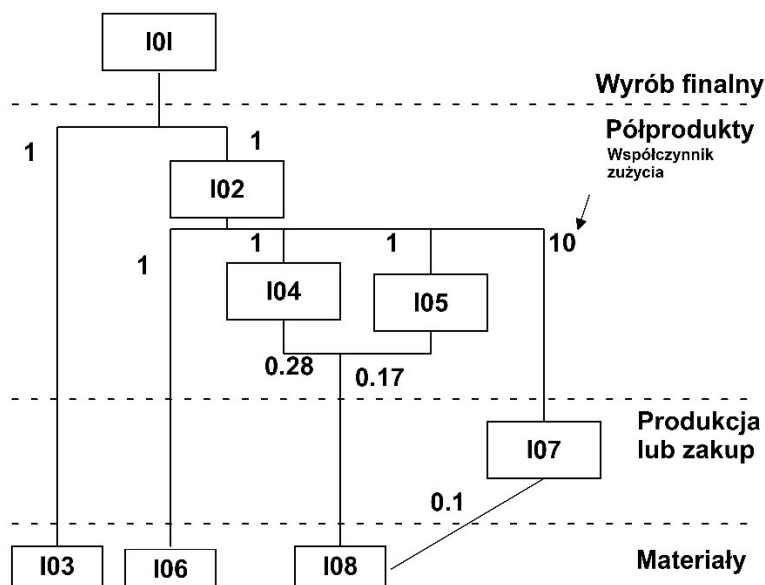 I0I
Wyrób finalny
Półprodukty
Współczynnik
zużycia
1
1
I02
1
1
1
10
I04
I05
0.28
0.17
Produkcja
lub zakup
I07
0.1
I03
I06
I08
Materiały